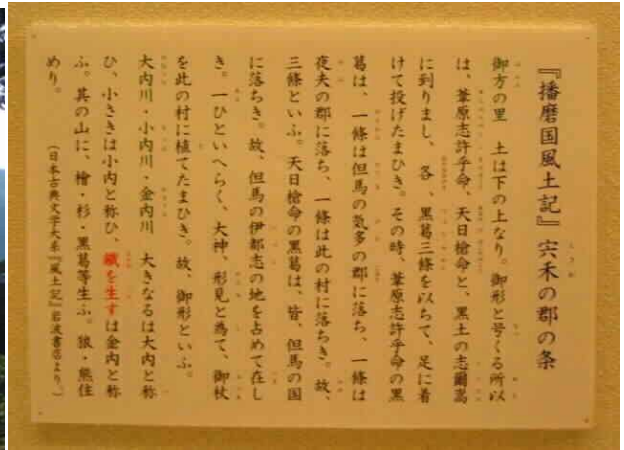 『播磨国風土記』宍禾の郡の条
御方の里　土は下の上なり。御形と号くる所以
は、葦原志許乎命、天日槍命と、黒土の志爾嵩
に到りまし、各、黒葛三條を以ちて、足に着
けて投げたまひき。その時、葦原志許乎命の黒
葛は、一條は但馬の気多の郡に落ち、一條は
夜夫の郡に落ち、一條は此の村に落ちき。故、
三條といふ。天日槍命の黒葛は、皆、但馬の国
に落ちき。故、但馬の伊都志の地を占めて在し
き。一ひといへらく、大神、形見と為て、御杖
を此の村に植てたまひき。故、御形といふ。
大内川・小内川・金内川　大きなるは大内と称
ひ、小さきは小内と称ひ、鐵を生すは金内と称
ふ。其の山に、檜・杉・黒葛等生ふ。狼・熊住
めり。
（日本古典文学大系『風土記』岩波書店より。）